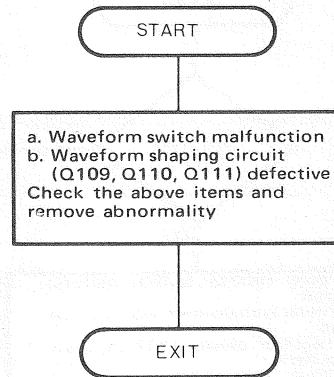 START
a. Waveform switch malfunction
b. Waveform shaping circuit
(Q109, Q110, Q111) defective
Check the above items and
remove abnormality
EXIT